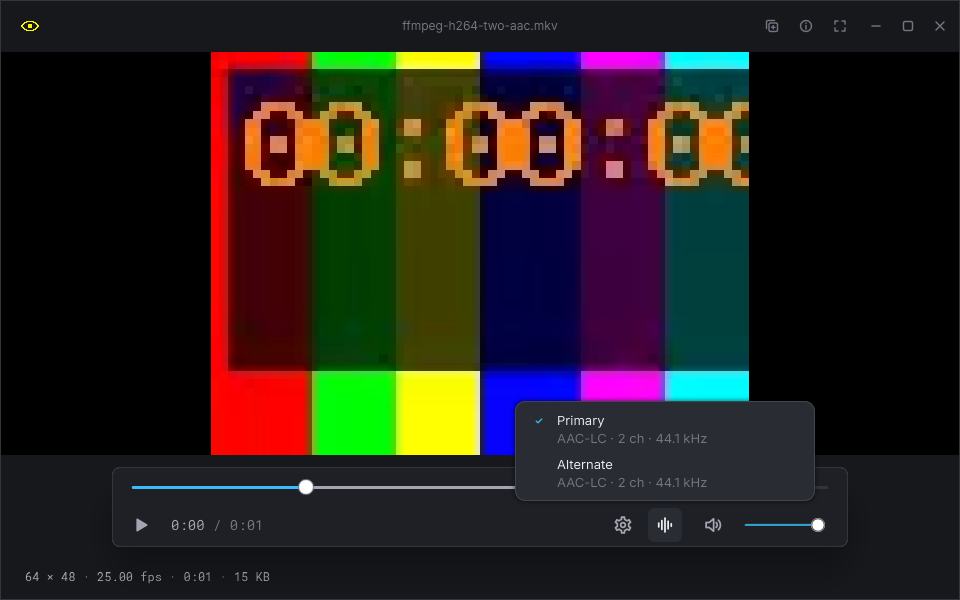 ffmpeg-h264-two-aac.mkv
00:00:0
Primary
AAC-LC · 2 ch · 44.1 kHz
Alternate
AAC-LC · 2 ch · 44.1 kHz
0:00 / 0:01
64 × 48 · 25.00 fps · 0:01 · 15 KB